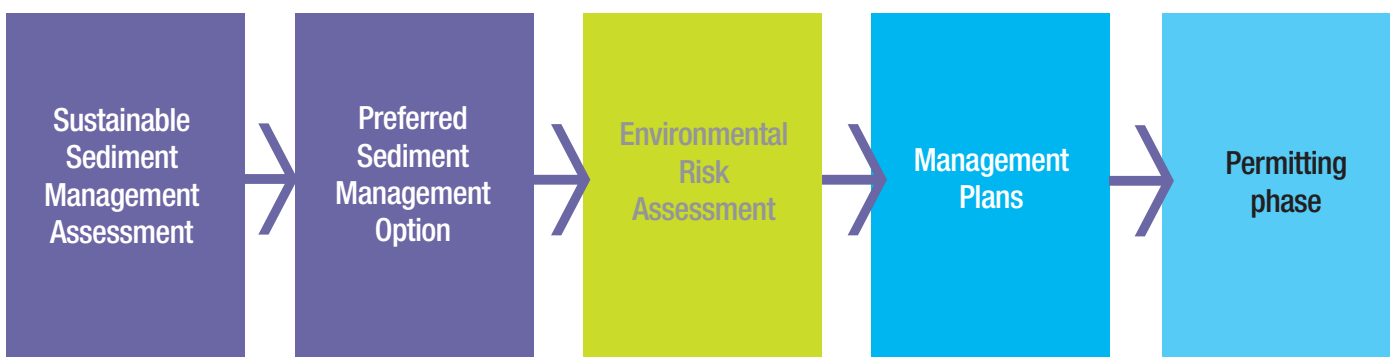 Sustainable
Sediment
Management
Assessment
Preferred
Sediment
Management
Option
Environmental
Risk
Assessment
Management
Plans
Permitting
phase